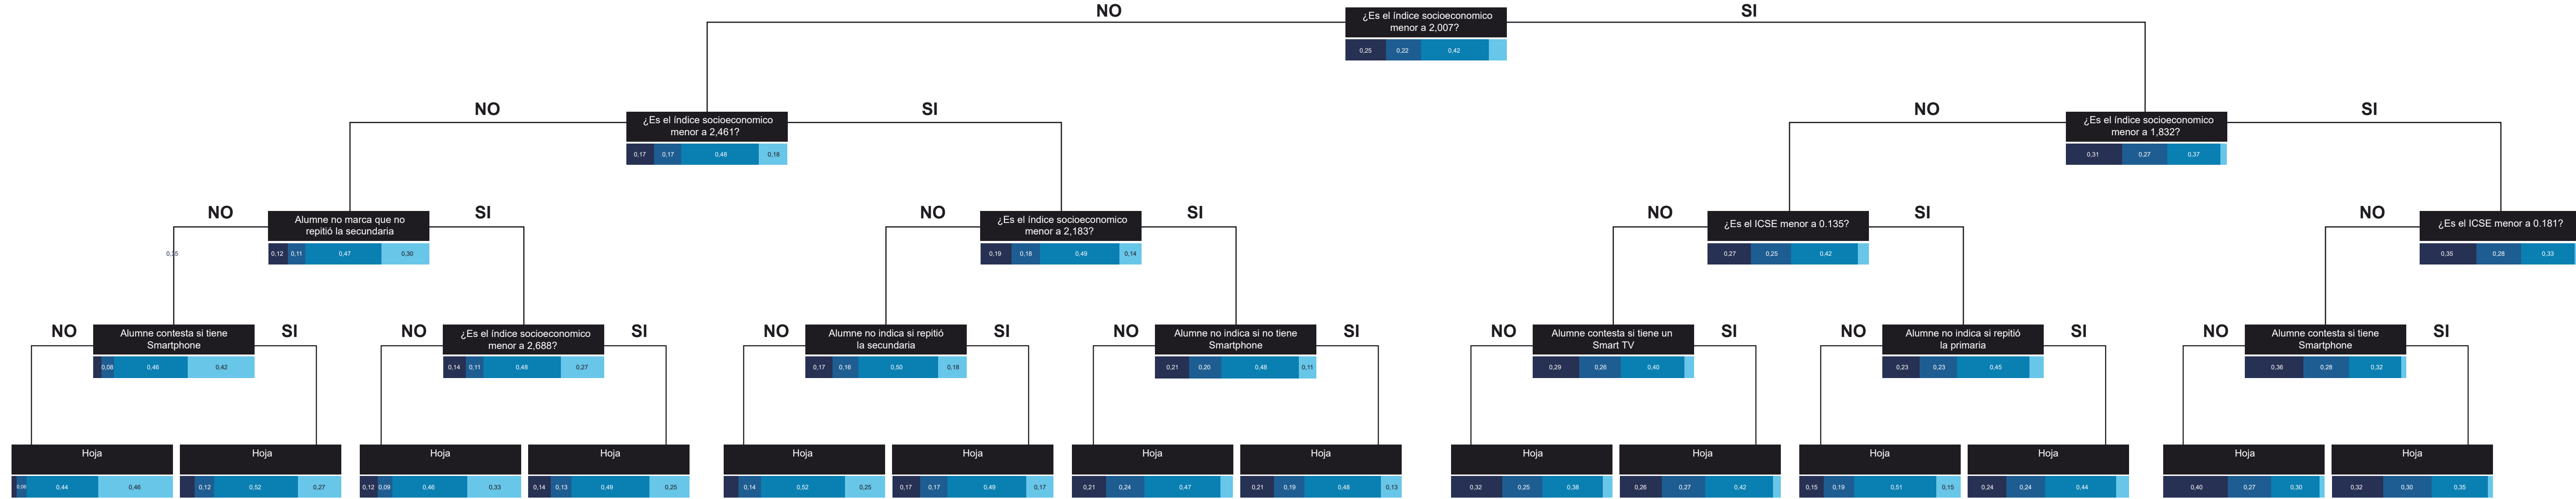 NO
SI
¿Es el índice socioeconomico
menor a 2,007?
0,25 0,22 0,42
NO
SI
¿Es el índice socioeconomico
menor a 2,461?
0,17 0,17 0,48 0,18
NO
SI
¿Es el índice socioeconomico
menor a 1,832?
0,31 0,27 0,37
NO
SI
Alumne no marca que no
repitió la secundaria
0,12 0,11 0,47 0,30
NO
SI
¿Es el índice socioeconomico
menor a 2,183?
0,19 0,18 0,49 0,14
NO
SI
¿Es el ICSE menor a 0.135?
0,27 0,25 0,42
NO
¿Es el ICSE menor a 0.181?
0,35 0,28 0,33
NO
SI
Alumne contesta si tiene
Smartphone
0,08 0,46 0,42
NO
SI
¿Es el índice socioeconomico
menor a 2,688?
0,14 0,11 0,48 0,27
NO
SI
Alumne no indica si repitió
la secundaria
0,17 0,16 0,50 0,18
NO
SI
Alumne no indica si no tiene
Smartphone
0,21 0,20 0,48 0,11
NO
SI
Alumne contesta si tiene un
Smart TV
0,29 0,26 0,40
NO
SI
Alumne no indica si repitió
la primaria
0,23 0,23 0,45
NO
SI
Alumne contesta si tiene
Smartphone
0,36 0,28 0,32
Hoja
0,06 0,44 0,46
Hoja
0,12 0,52 0,27
Hoja
0,12 0,09 0,46 0,33
Hoja
0,14 0,13 0,49 0,25
Hoja
0,14 0,52 0,25
Hoja
0,17 0,17 0,49 0,17
Hoja
0,21 0,24 0,47
Hoja
0,21 0,19 0,48 0,13
Hoja
0,32 0,25 0,38
Hoja
0,26 0,27 0,42
Hoja
0,15 0,19 0,51 0,15
Hoja
0,24 0,24 0,44
Hoja
0,40 0,27 0,30
Hoja
0,32 0,30 0,35